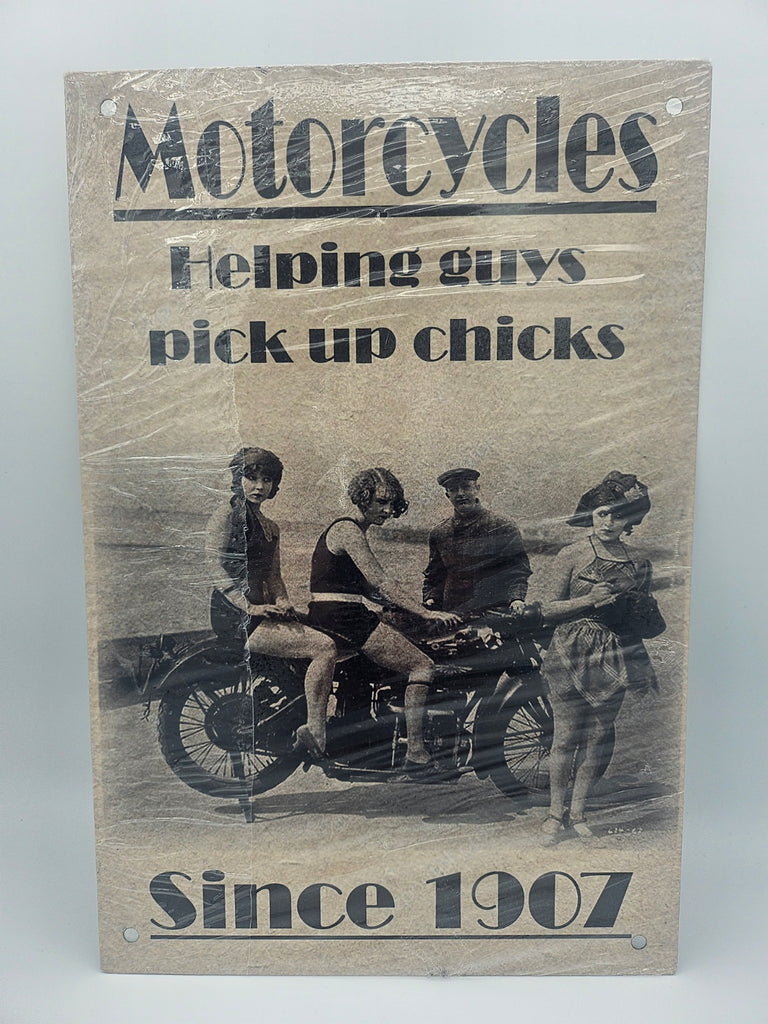 Motorcycles
Helping guys
pick up chicks
Since 1907